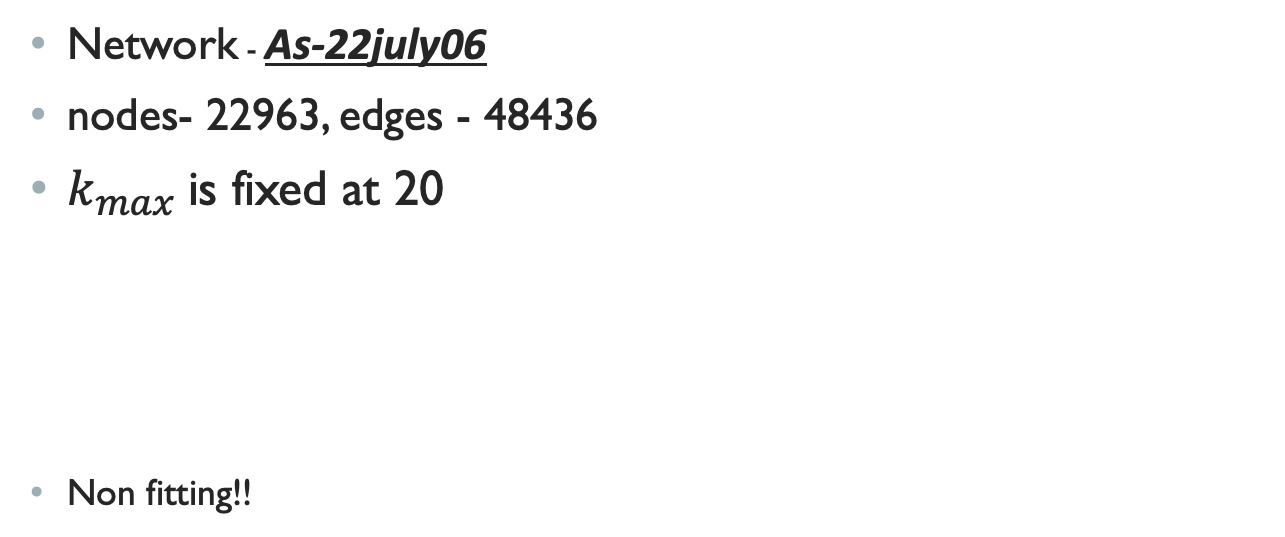 • Network - As-22july06
• nodes- 22963, edges - 48436
• k_max is fixed at 20
• Non fitting!!